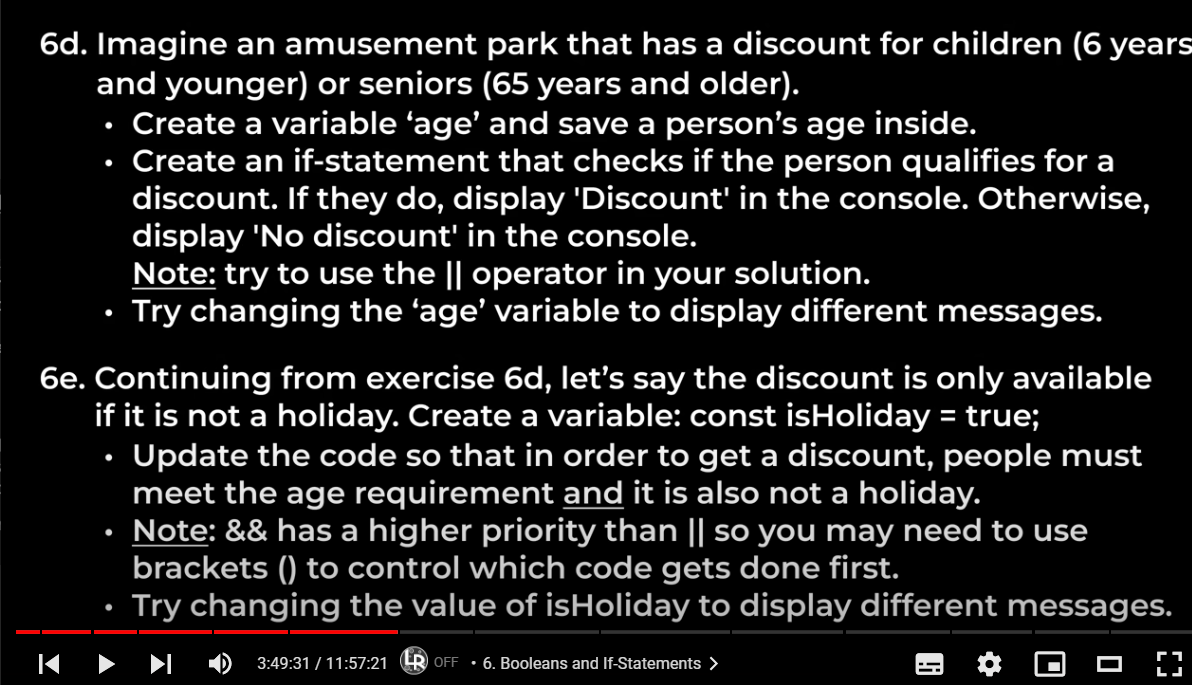 6d. Imagine an amusement park that has a discount for children (6 years
and younger) or seniors (65 years and older).
• Create a variable ‘age’ and save a person’s age inside.
• Create an if-statement that checks if the person qualifies for a
discount. If they do, display 'Discount' in the console. Otherwise,
display 'No discount' in the console.
Note: try to use the || operator in your solution.
• Try changing the ‘age’ variable to display different messages.
6e. Continuing from exercise 6d, let’s say the discount is only available
if it is not a holiday. Create a variable: const isHoliday = true;
• Update the code so that in order to get a discount, people must
meet the age requirement and it is also not a holiday.
• Note: && has a higher priority than || so you may need to use
brackets () to control which code gets done first.
• Try changing the value of isHoliday to display different messages.
3:49:31 / 11:57:21 LR OFF • 6. Booleans and If-Statements